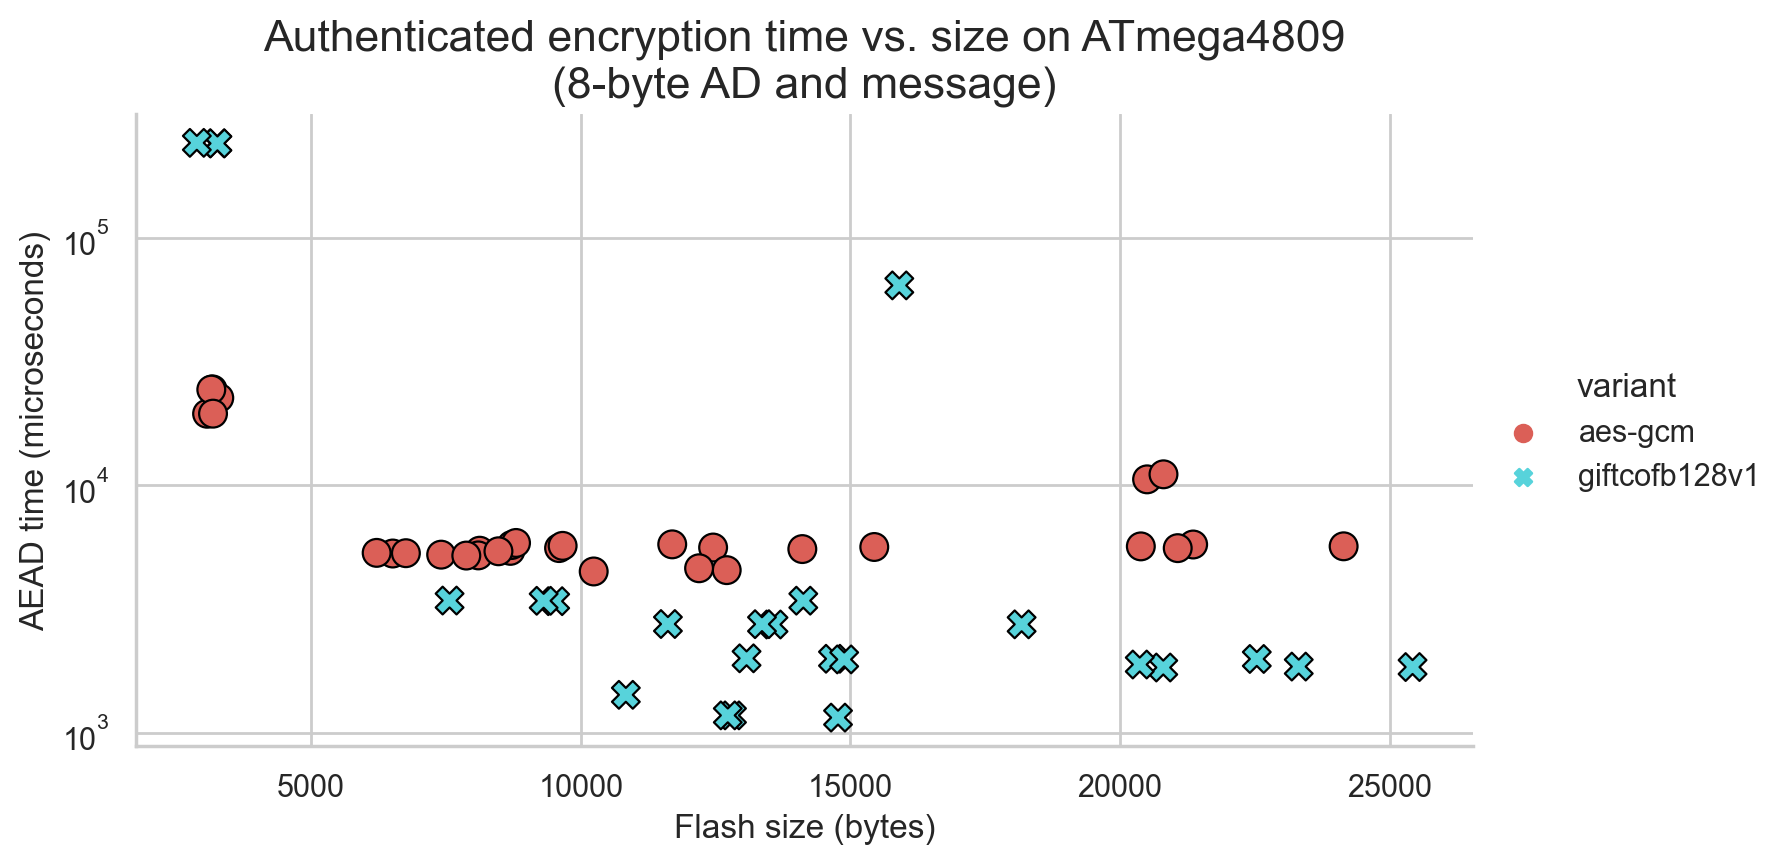 Authenticated encryption time vs. size on ATmega4809
(8-byte AD and message)
AEAD time (microseconds)
10^5
10^4
10^3
5000 10000 15000 20000 25000
Flash size (bytes)
variant
aes-gcm
giftcofb128v1